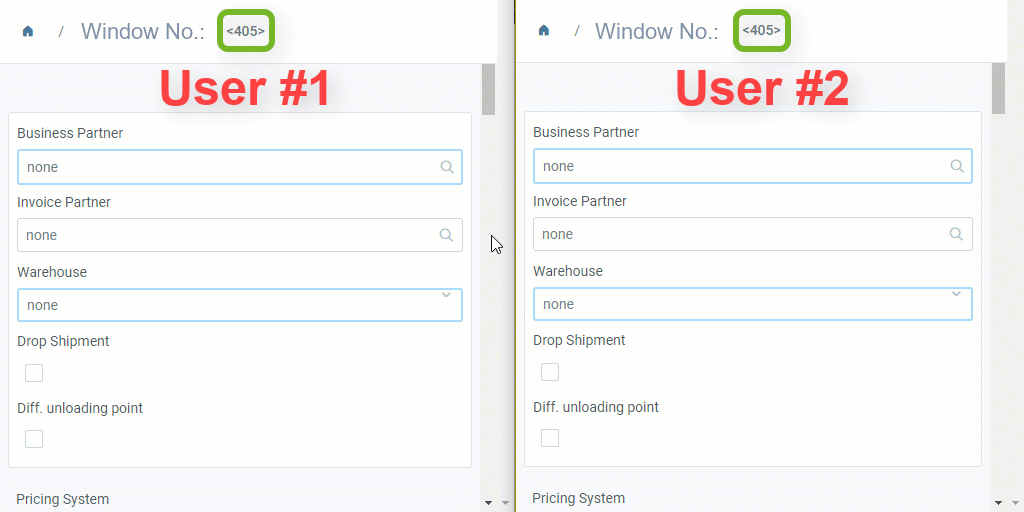 / Window No.: <405>
User #1
Business Partner
none
Invoice Partner
none
Warehouse
none
Drop Shipment
Diff. unloading point
Pricing System
/ Window No.: <405>
User #2
Business Partner
none
Invoice Partner
none
Warehouse
none
Drop Shipment
Diff. unloading point
Pricing System